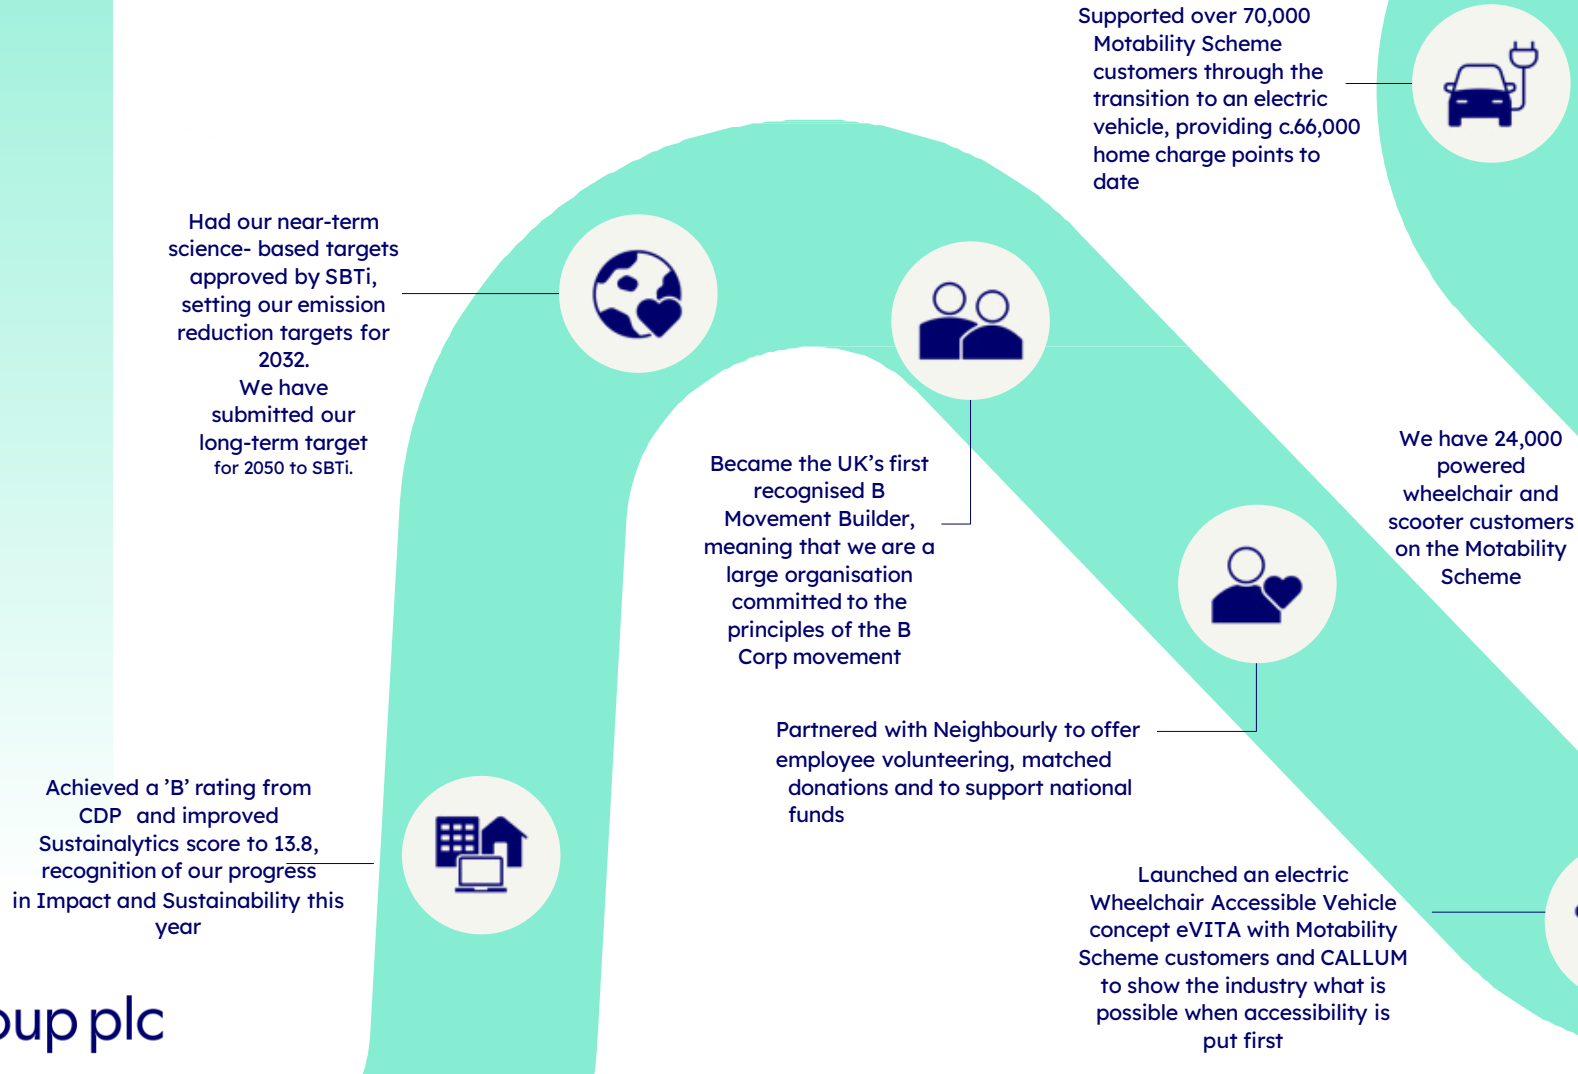 Supported over 70,000
Motability Scheme
customers through the
transition to an electric
vehicle, providing c.66,000
home charge points to
date
Had our near-term
science- based targets
approved by SBTi,
setting our emission
reduction targets for
2032.
We have
submitted our
long-term target
for 2050 to SBTi.
Became the UK’s first
recognised B
Movement Builder,
meaning that we are a
large organisation
committed to the
principles of the B
Corp movement
We have 24,000
powered
wheelchair and
scooter customers
on the Motability
Scheme
Partnered with Neighbourly to offer
employee volunteering, matched
donations and to support national
funds
Achieved a ’B’ rating from
CDP and improved
Sustainalytics score to 13.8,
recognition of our progress
in Impact and Sustainability this
year
Launched an electric
Wheelchair Accessible Vehicle
concept eVITA with Motability
Scheme customers and CALLUM
to show the industry what is
possible when accessibility is
put first
oup plc